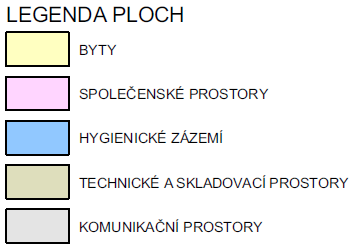 LEGENDA PLOCH
BYTY
SPOLEČENSKÉ PROSTORY
HYGIENICKÉ ZÁZEMÍ
TECHNICKÉ A SKLADOVACÍ PROSTORY
KOMUNIKAČNÍ PROSTORY